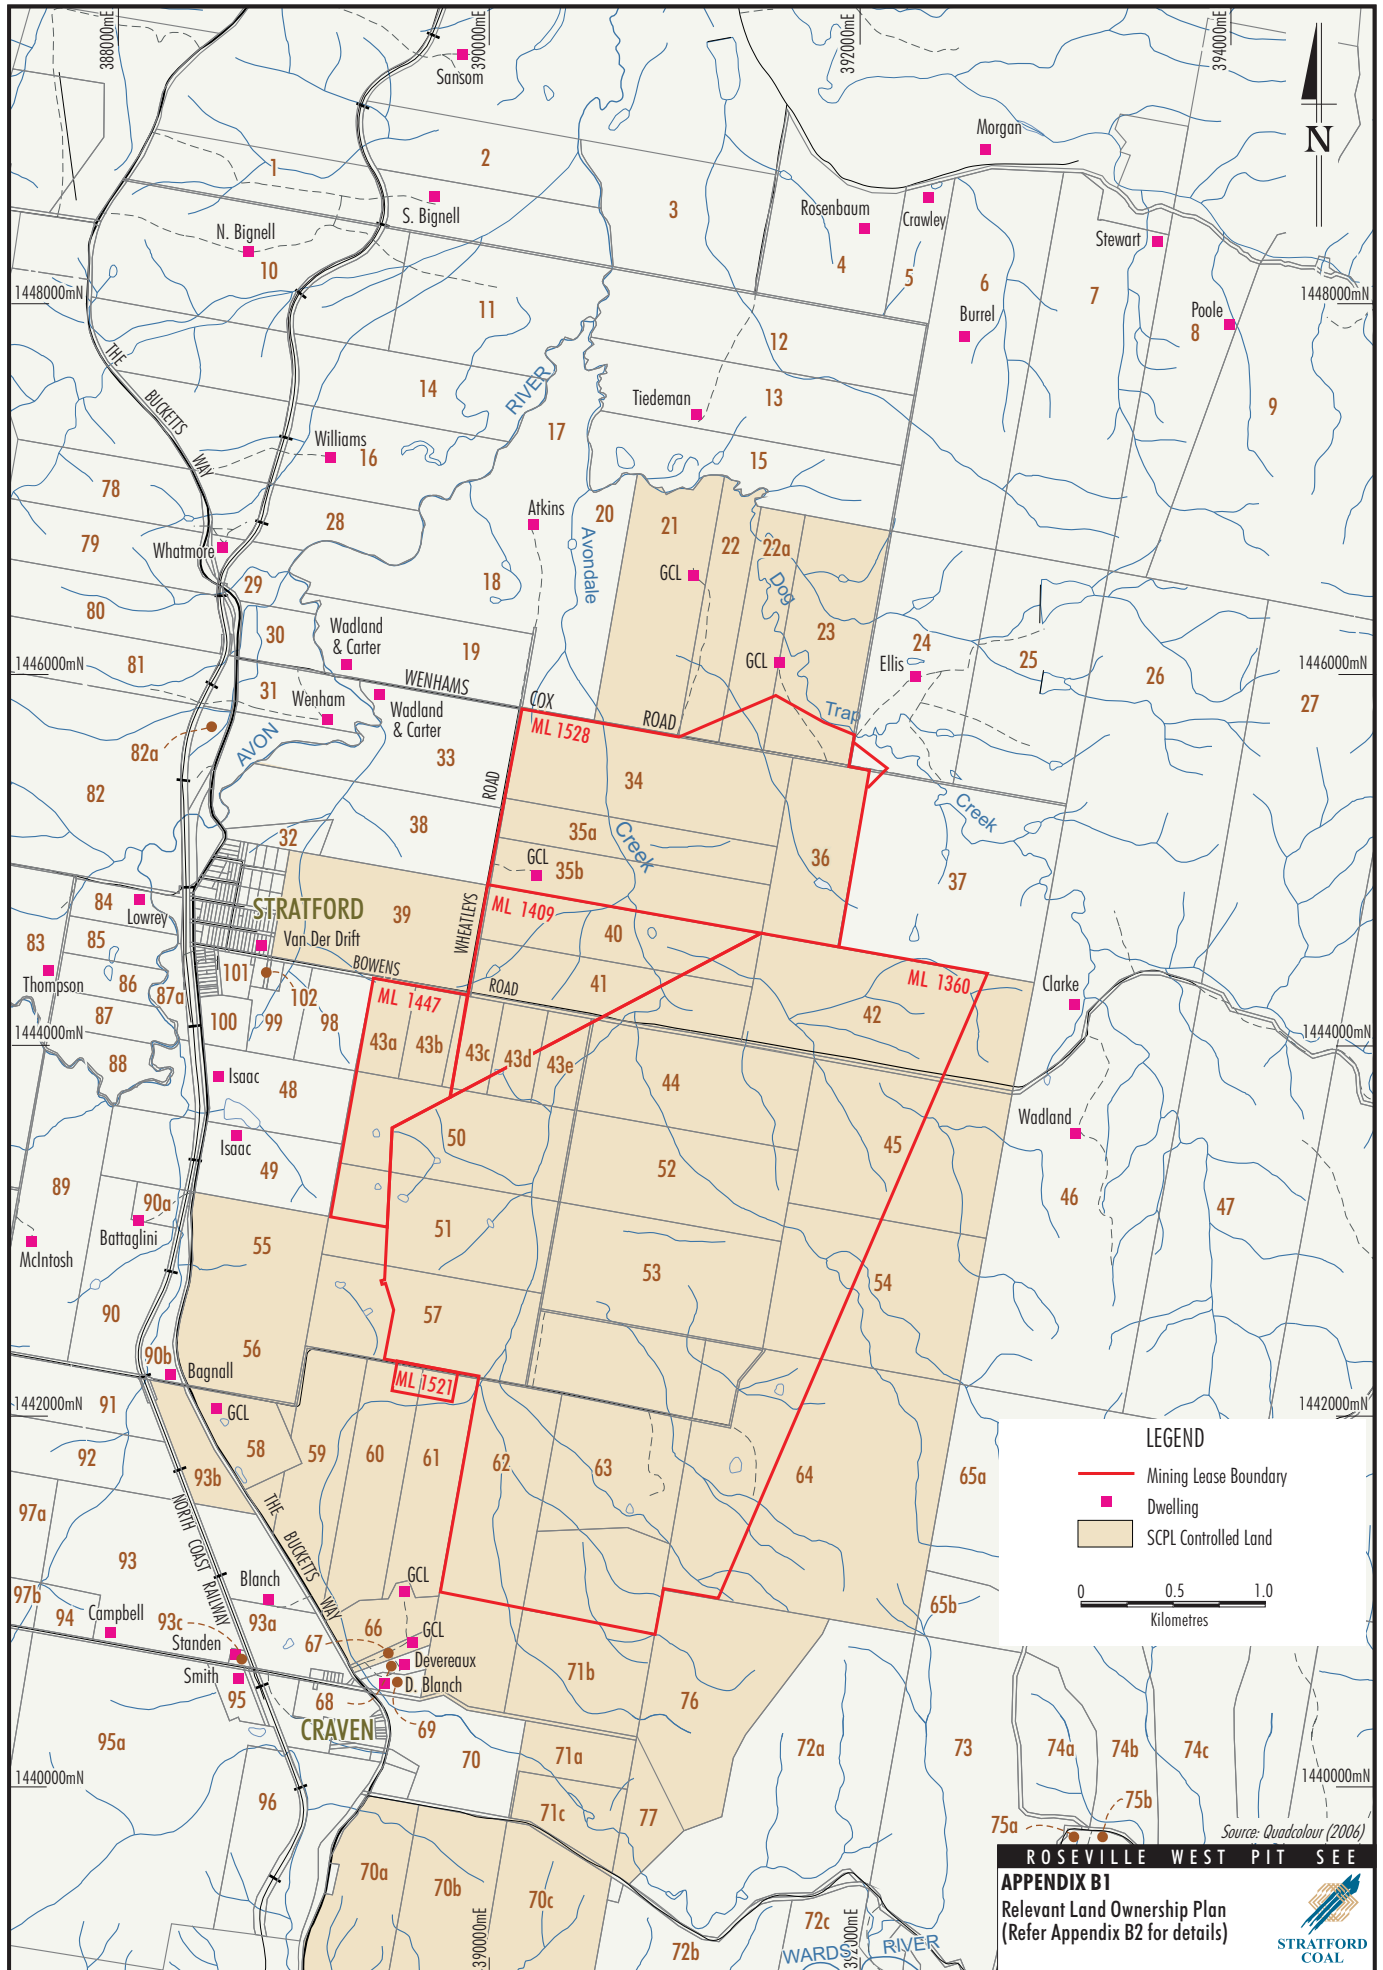 388000mE
390000mE
392000mE
394000mE
Sansom
N
Morgan
2
1
3
Rosenbaum
Crawley
S. Bignell
N. Bignell
Stewart
10
4
5
6
7
1448000mN
1448000mN
11
Burrel
Poole
8
12
THE
BUCKETTS
WAY
14
RIVER
Tiedeman
13
9
17
Williams
16
15
78
Atkins
20
21
28
79
Whatmore
22
22a
Avondale
GCL
Dog
29
18
80
30
Wadland
& Carter
23
19
24
81
1446000mN
WENHAMS
GCL
Ellis
25
26
1446000mN
31
Wenham
27
COX
ROAD
Trap
Wadland
& Carter
82a
AVON
ML 1528
33
82
ROAD
34
Creek
38
35a
Creek
32
GCL
35b
36
37
84
Lowrey
STRATFORD
39
WHEATLEYS
ML 1409
83
85
Van Der Drift
40
BOWENS
ROAD
Thompson
86
87a
101
102
41
ML 1360
Clarke
87
100
99
98
ML 1447
42
1444000mN
1444000mN
43a
43b
43c
43d
43e
88
Isaac
48
44
Wadland
50
45
Isaac
49
52
89
90a
46
47
Battaglini
51
McIntosh
55
53
54
90
57
56
90b
Bagnall
ML 1521
1442000mN
91
GCL
1442000mN
LEGEND
92
58
59
60
61
62
63
64
65a
Mining Lease Boundary
93b
Dwelling
97a
THE
BUCKETTS
WAY
SCPL Controlled Land
NORTH COAST RAILWAY
93
Blanch
GCL
0
0.5
1.0
Kilometres
97b
94
Campbell
93c
93a
65b
66
67
GCL
Standen
Devereaux
Smith
71b
D. Blanch
95
68
76
69
CRAVEN
95a
70
71a
72a
73
74a
74b
74c
1440000mN
1440000mN
96
71c
77
75a
75b
Source: Quadcolour (2006)
70a
70b
70c
390000mE
392000mE
72c
72b
WARDS RIVER
ROSEVILLE WEST PIT SEE
APPENDIX B1
Relevant Land Ownership Plan
(Refer Appendix B2 for details)
STRATFORD
COAL